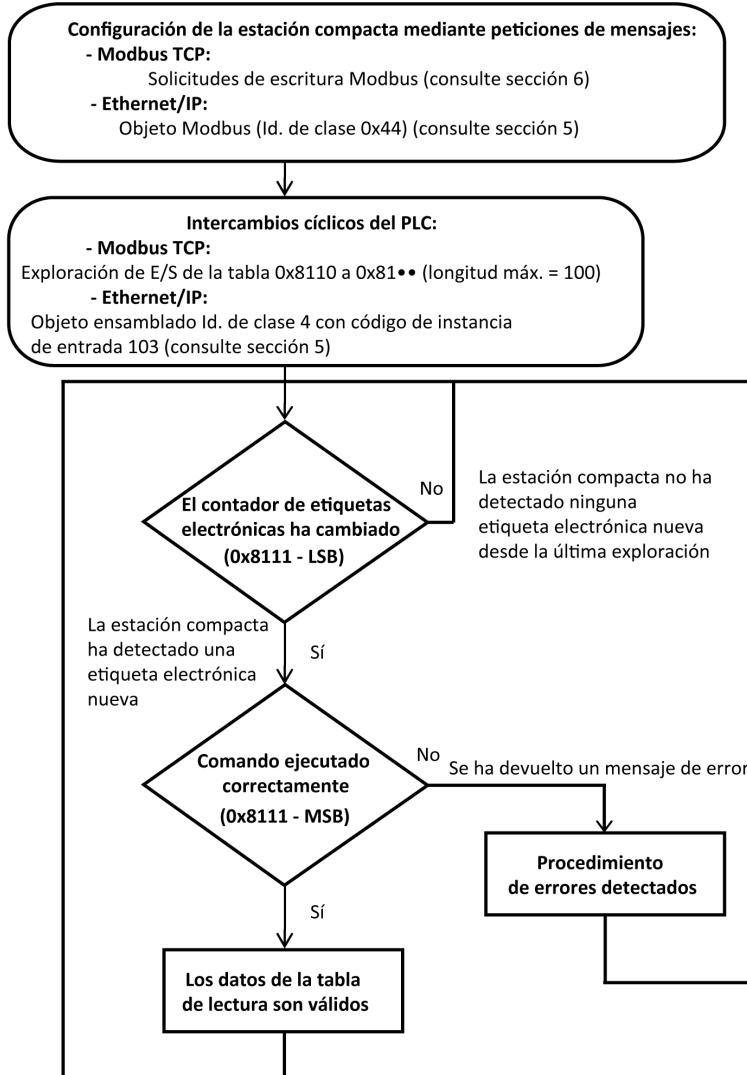 Configuración de la estación compacta mediante peticiones de mensajes:
- Modbus TCP:
Solicitudes de escritura Modbus (consulte sección 6)
- Ethernet/IP:
Objeto Modbus (Id. de clase 0x44) (consulte sección 5)
Intercambios cíclicos del PLC:
- Modbus TCP:
Exploración de E/S de la tabla 0x8110 a 0x81•• (longitud máx. = 100)
- Ethernet/IP:
Objeto ensamblado Id. de clase 4 con código de instancia
de entrada 103 (consulte sección 5)
El contador de etiquetas
electrónicas ha cambiado
(0x8111 - LSB)
No
La estación compacta no ha
detectado ninguna
etiqueta electrónica nueva
desde la última exploración
La estación compacta
ha detectado una
etiqueta electrónica
nueva
Sí
Comando ejecutado
correctamente
(0x8111 - MSB)
No
Se ha devuelto un mensaje de error
Procedimiento
de errores detectados
Sí
Los datos de la tabla
de lectura son válidos